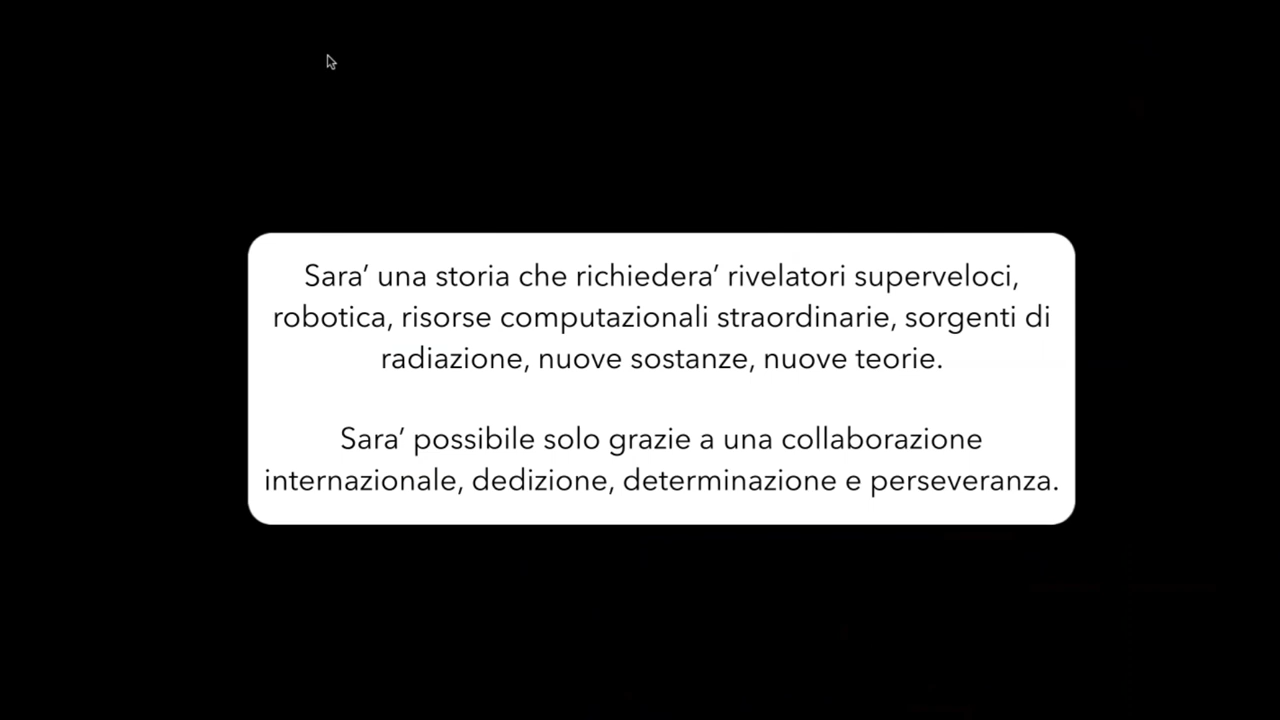 Sara’ una storia che richiedera’ rivelatori superveloci,
robotica, risorse computazionali straordinarie, sorgenti di
radiazione, nuove sostanze, nuove teorie.
Sara’ possibile solo grazie a una collaborazione
internazionale, dedizione, determinazione e perseveranza.